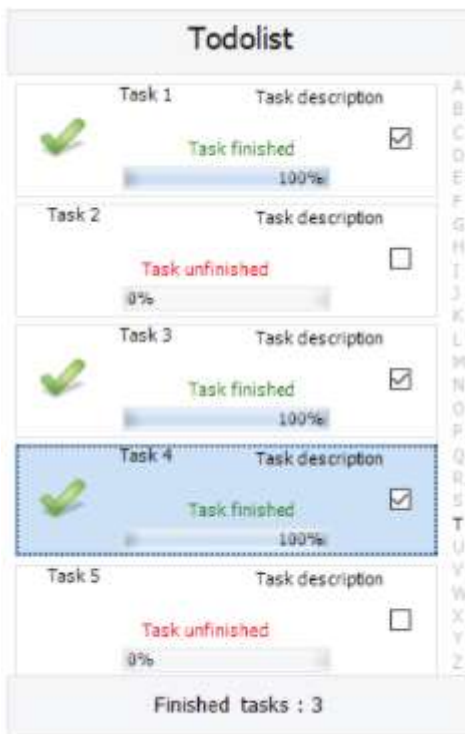 Todolist
Task 1 Task description
Task finished
100%
Task 2 Task description
Task unfinished
0%
Task 3 Task description
Task finished
100%
Task 4 Task description
Task finished
100%
Task 5 Task description
Task unfinished
0%
A
B
C
D
E
F
G
H
I
J
K
L
M
N
O
P
Q
R
S
T
U
V
W
X
Y
Z
Finished tasks : 3